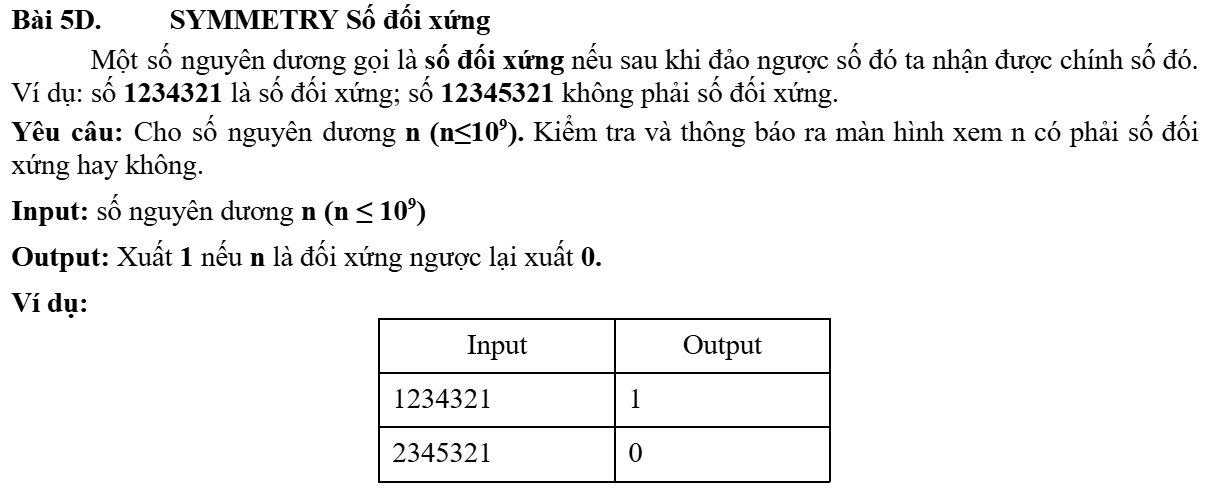 Bài 5D. SYMMETRY Số đối xứng
Một số nguyên dương gọi là số đối xứng nếu sau khi đảo ngược số đó ta nhận được chính số đó.
Ví dụ: số 1234321 là số đối xứng; số 12345321 không phải số đối xứng.
Yêu câu: Cho số nguyên dương n (n≤10⁹). Kiểm tra và thông báo ra màn hình xem n có phải số đối
xứng hay không.
Input: số nguyên dương n (n ≤ 10⁹)
Output: Xuất 1 nếu n là đối xứng ngược lại xuất 0.
Ví dụ:
Input Output
1234321 1
2345321 0